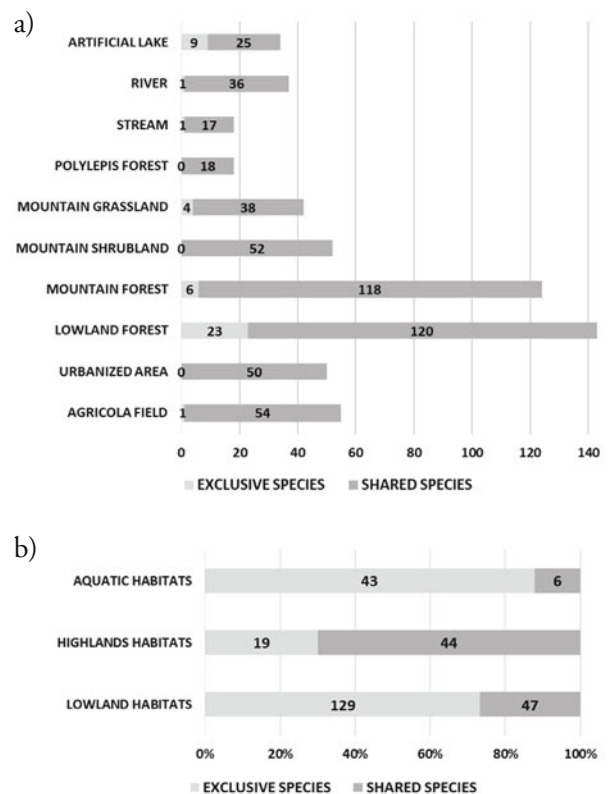 a)
ARTIFICIAL LAKE 9 25
RIVER 1 36
STREAM 1 17
POLYLEPIS FOREST 0 18
MOUNTAIN GRASSLAND 4 38
MOUNTAIN SHRUBLAND 0 52
MOUNTAIN FOREST 6 118
LOWLAND FOREST 23 120
URBANIZED AREA 0 50
AGRICOLA FIELD 1 54
0 20 40 60 80 100 120 140
EXCLUSIVE SPECIES SHARED SPECIES
b)
AQUATIC HABITATS 43 6
HIGHLANDS HABITATS 19 44
LOWLAND HABITATS 129 47
0% 20% 40% 60% 80% 100%
EXCLUSIVE SPECIES SHARED SPECIES